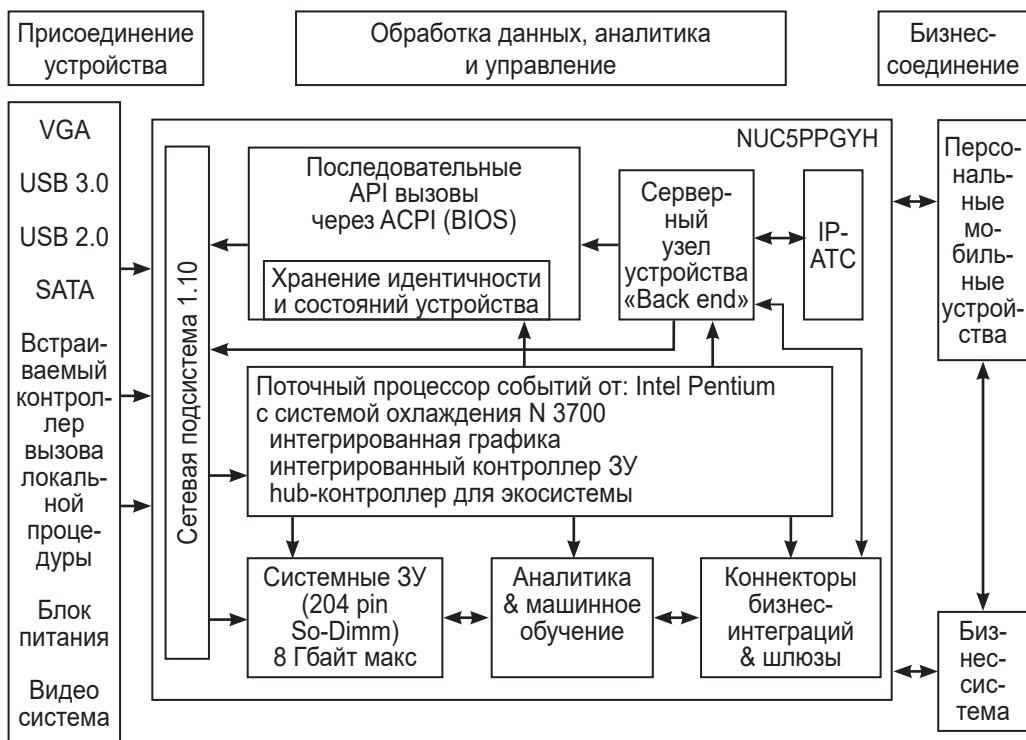 Присоединение
устройства
Обработка данных, аналитика
и управление
Бизнес-
соединение
VGA
USB 3.0
USB 2.0
SATA
Встраи-
ваемый
контрол-
лер
вызова
локаль-
ной
проце-
дуры
Блок
питания
Видео
система
NUC5PPGYH
Сетевая подсистема 1.10
Последовательные
API вызовы
через ACPI (BIOS)
Хранение идентичности
и состояний устройства
Сервер-
ный
узел
устройства
«Back end»
IP-
АТС
Поточный процессор событий от: Intel Pentium
с системой охлаждения N 3700
интегрированная графика
интегрированный контроллер ЗУ
hub-контроллер для экосистемы
Системные ЗУ
(204 pin
So-Dimm)
8 Гбайт макс
Аналитика
& машинное
обучение
Коннекторы
бизнес-
интеграций
& шлюзы
Персо-
наль-
ные
мо-
биль-
ные
устрой-
ства
Биз-
нес-
сис-
тема